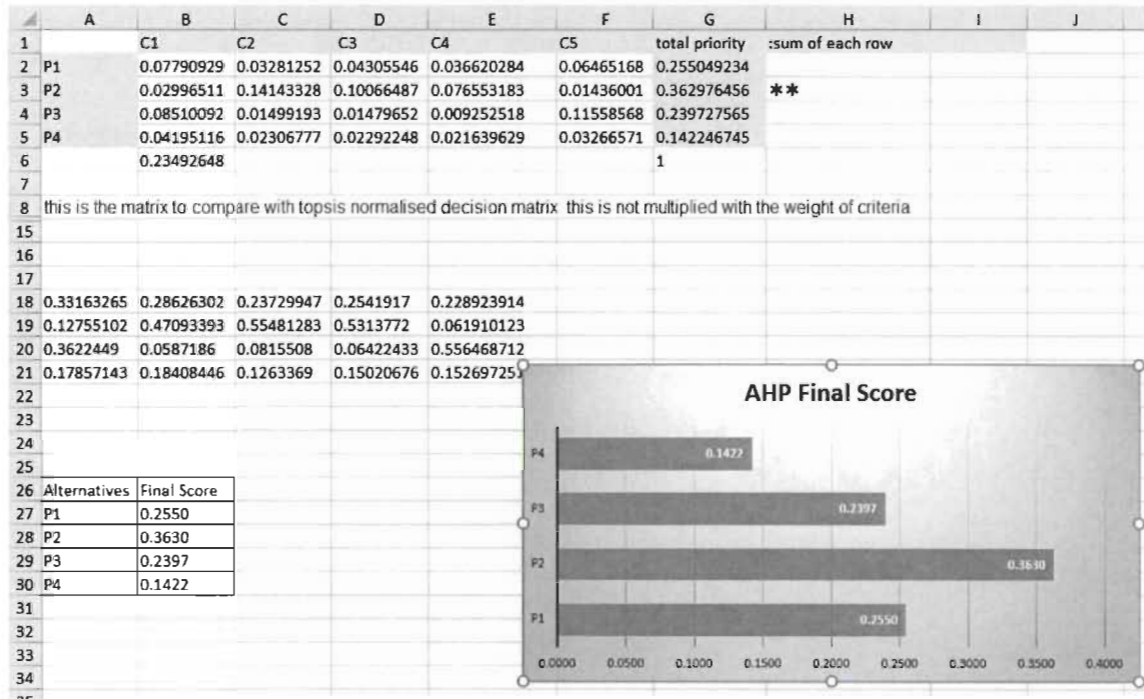 A B C D E F G H I J
1 C1 C2 C3 C4 C5 total priority :sum of each row
2 P1 0.07790929 0.03281252 0.04305546 0.036620284 0.06465168 0.255049234
3 P2 0.02996511 0.14143328 0.10066487 0.076553183 0.01436001 0.362976456 **
4 P3 0.08510092 0.01499193 0.01479652 0.009252518 0.11558568 0.239727565
5 P4 0.04195116 0.02306777 0.02292248 0.021639629 0.03266571 0.142246745
6 0.23492648 1
7
8 this is the matrix to compare with topsis normalised decision matrix this is not multiplied with the weight of criteria
15
16
17
18 0.33163265 0.28626302 0.23729947 0.2541917 0.228923914
19 0.12755102 0.47093393 0.55481283 0.5313772 0.061910123
20 0.3622449 0.0587186 0.0815508 0.06422433 0.556468712
21 0.17857143 0.18408446 0.1263369 0.15020676
22
23
24
25
26 Alternatives Final Score
27 P1 0.2550
28 P2 0.3630
29 P3 0.2397
30 P4 0.1422
31
32
33
34
AHP Final Score
P4 0.1422
P3 0.2397
P2 0.3630
P1 0.2550
0.0000 0.0500 0.1000 0.1500 0.2000 0.2500 0.3000 0.3500 0.4000